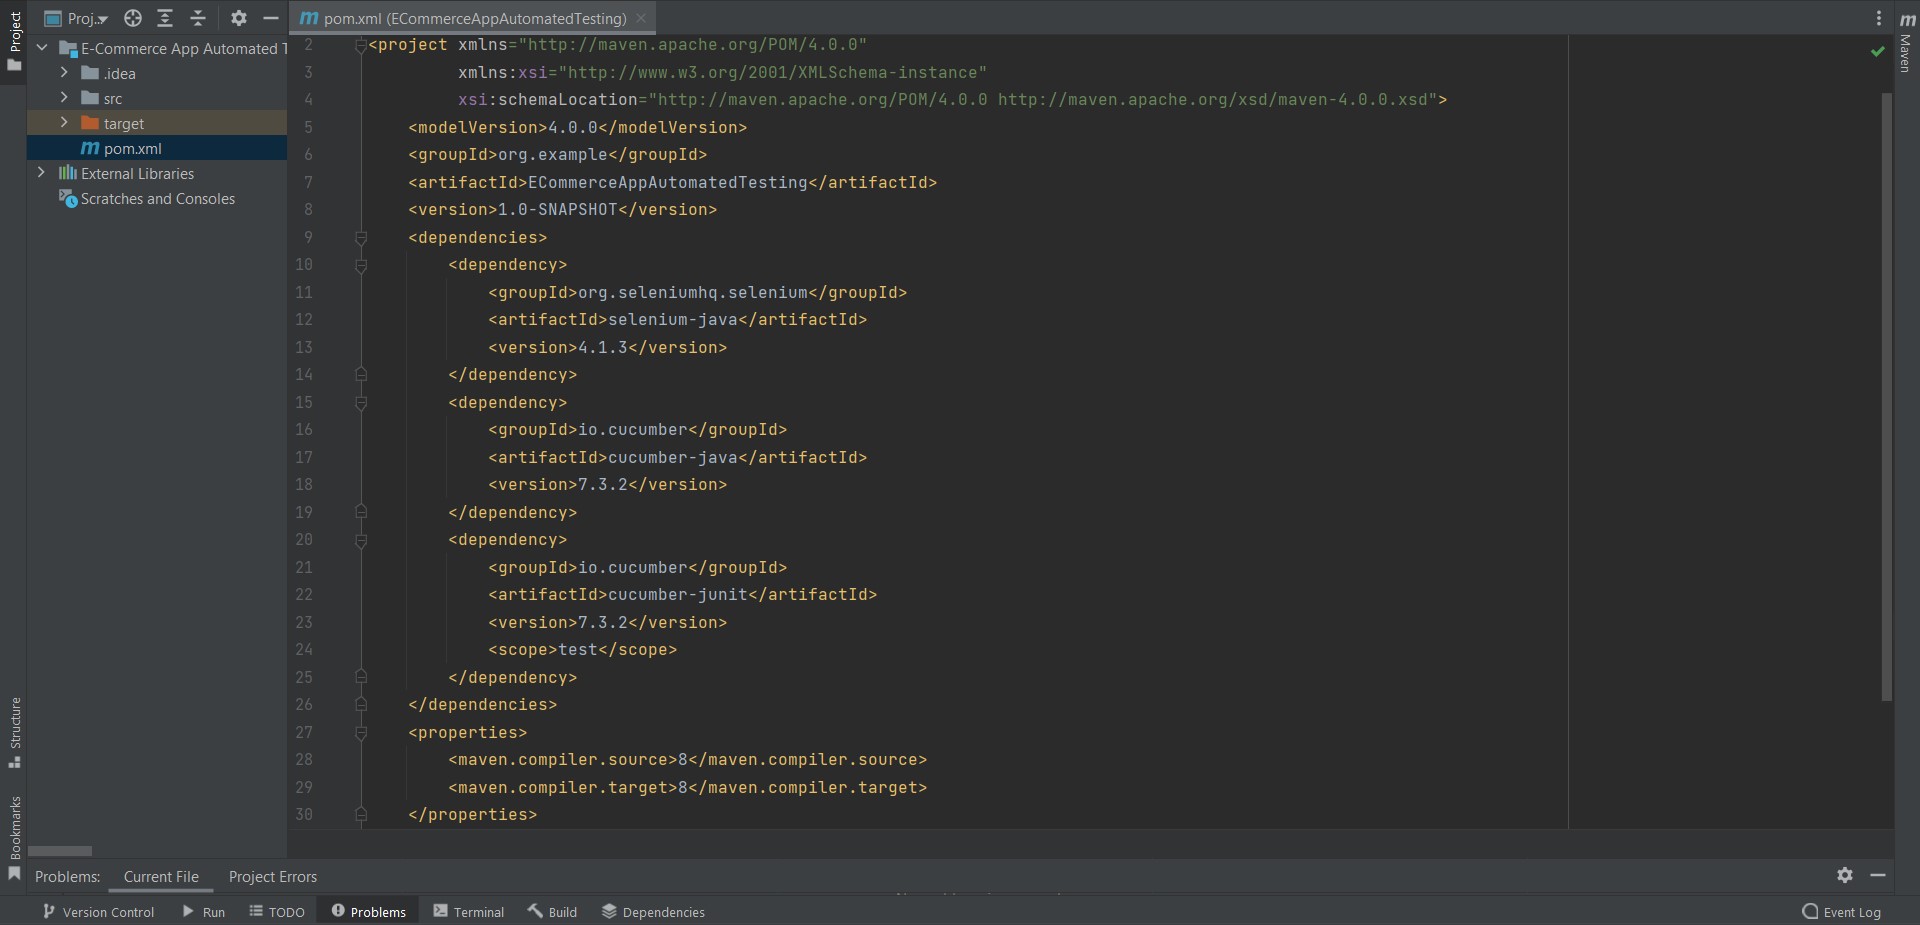 Project
Proj...
pom.xml (ECommerceAppAutomatedTesting)
Maven
E-Commerce App Automated T
.idea
src
target
pom.xml
External Libraries
Scratches and Consoles
2 <project xmlns="http://maven.apache.org/POM/4.0.0"
3 xmlns:xsi="http://www.w3.org/2001/XMLSchema-instance"
4 xsi:schemaLocation="http://maven.apache.org/POM/4.0.0 http://maven.apache.org/xsd/maven-4.0.0.xsd">
5 <modelVersion>4.0.0</modelVersion>
6 <groupId>org.example</groupId>
7 <artifactId>ECommerceAppAutomatedTesting</artifactId>
8 <version>1.0-SNAPSHOT</version>
9 <dependencies>
10 <dependency>
11 <groupId>org.seleniumhq.selenium</groupId>
12 <artifactId>selenium-java</artifactId>
13 <version>4.1.3</version>
14 </dependency>
15 <dependency>
16 <groupId>io.cucumber</groupId>
17 <artifactId>cucumber-java</artifactId>
18 <version>7.3.2</version>
19 </dependency>
20 <dependency>
21 <groupId>io.cucumber</groupId>
22 <artifactId>cucumber-junit</artifactId>
23 <version>7.3.2</version>
24 <scope>test</scope>
25 </dependency>
26 </dependencies>
27 <properties>
28 <maven.compiler.source>8</maven.compiler.source>
29 <maven.compiler.target>8</maven.compiler.target>
30 </properties>
Structure
Bookmarks
Problems: Current File Project Errors
Version Control Run TODO Problems Terminal Build Dependencies Event Log